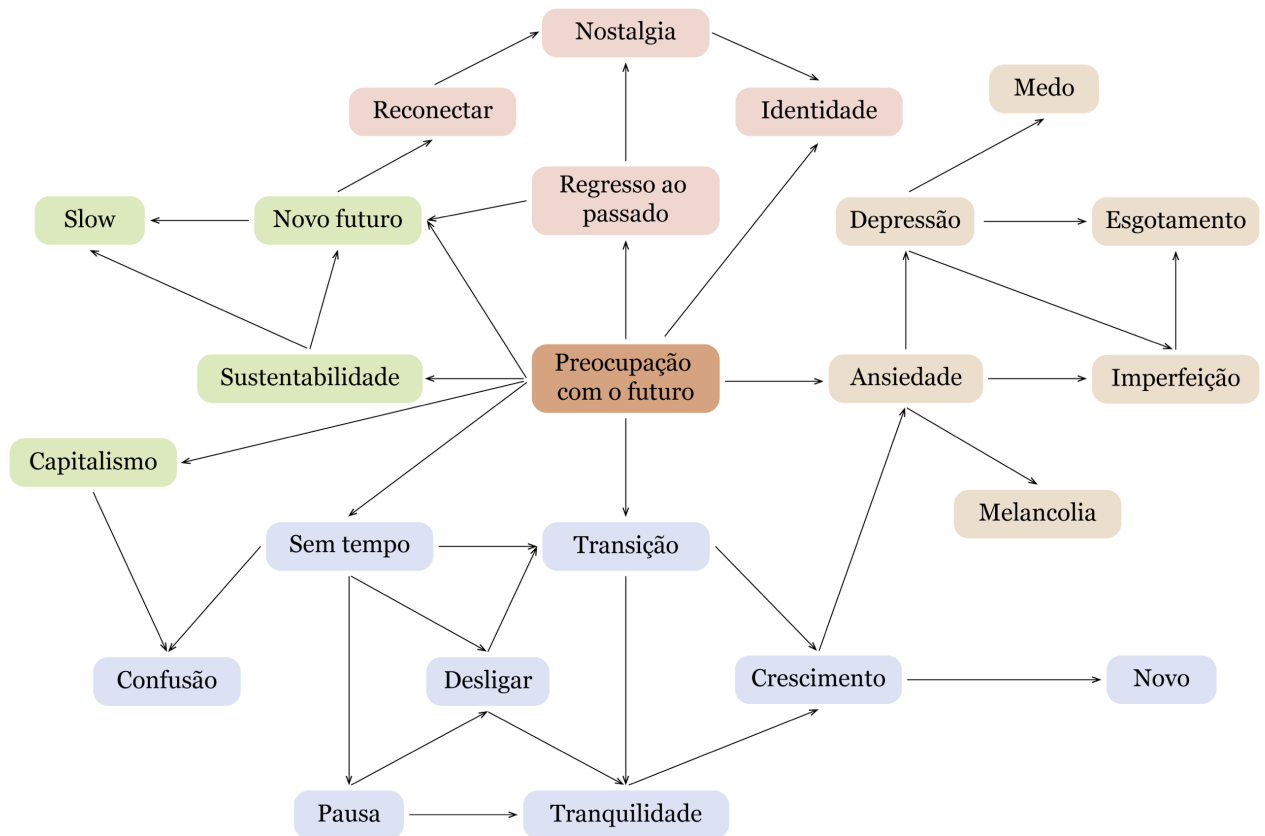 Nostalgia
Medo
Reconectar
Identidade
Regresso ao
passado
Slow
Novo futuro
Depressão
Esgotamento
Preocupação
com o futuro
Sustentabilidade
Ansiedade
Imperfeição
Capitalismo
Melancolia
Sem tempo
Transição
Confusão
Desligar
Crescimento
Novo
Pausa
Tranquilidade